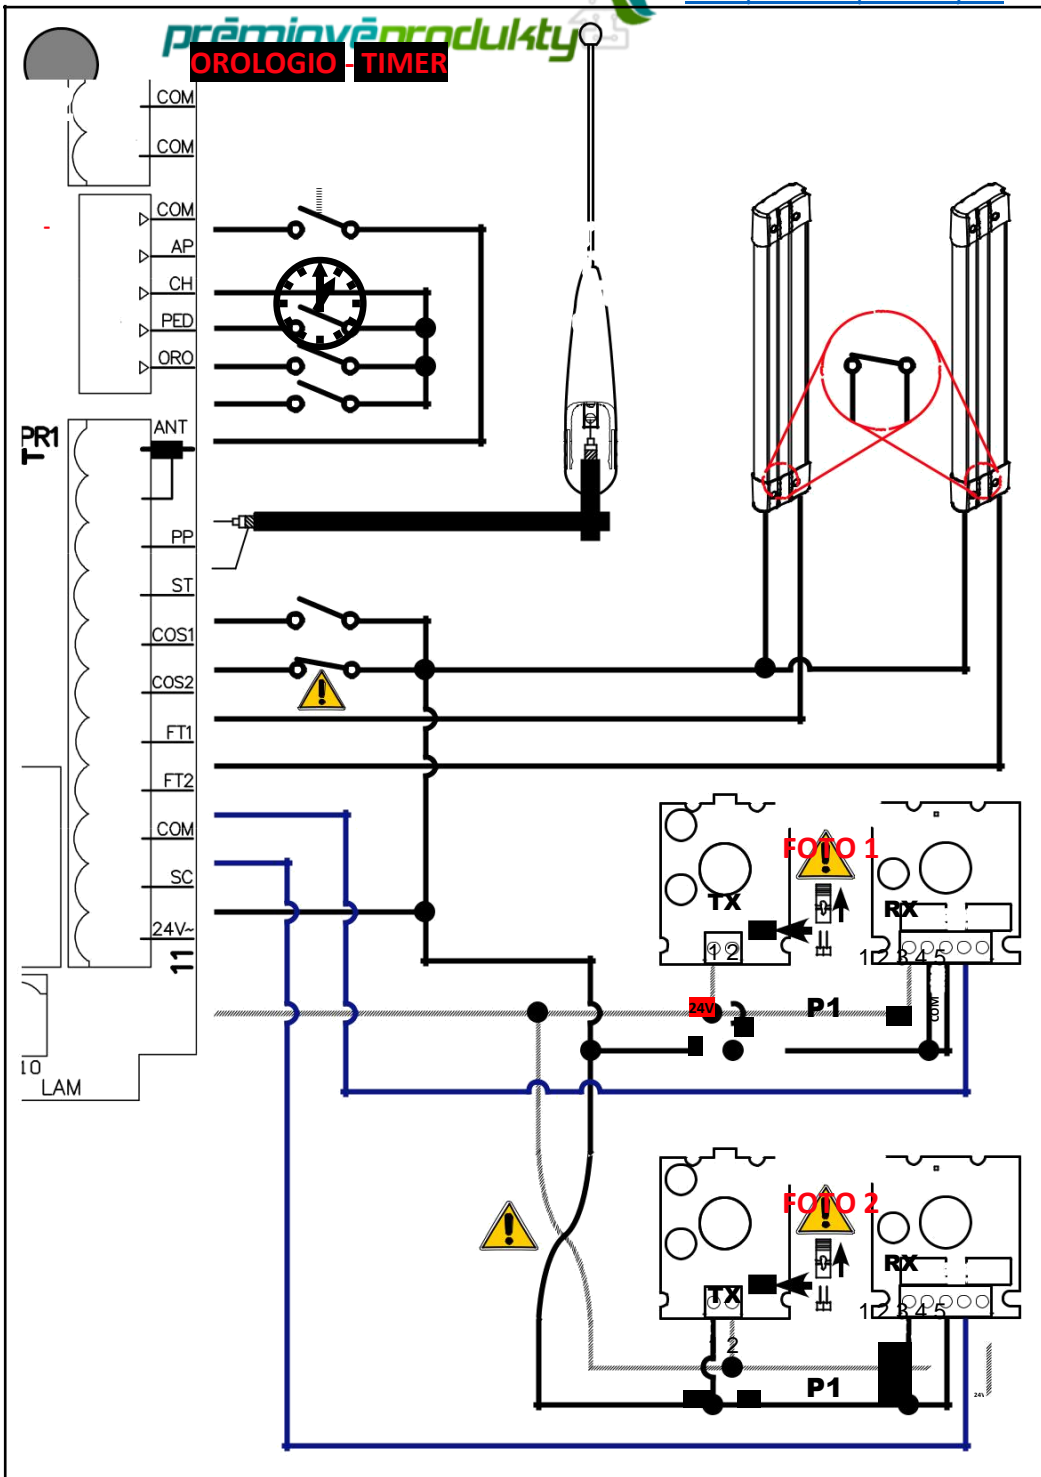 prémiovéprodukty
OROLOGIO - TIMER
COM
COM
COM
AP
CH
PED
ORO
ANT
PR1
T
PP
ST
COS1
COS2
FT1
FT2
COM
SC
24V~
11
10
LAM
FOTO 1
TX
RX
1 2
1 2 3 4 5
24V
P1
COM
FOTO 2
RX
TX
1 2 3 4 5
2
P1
24V